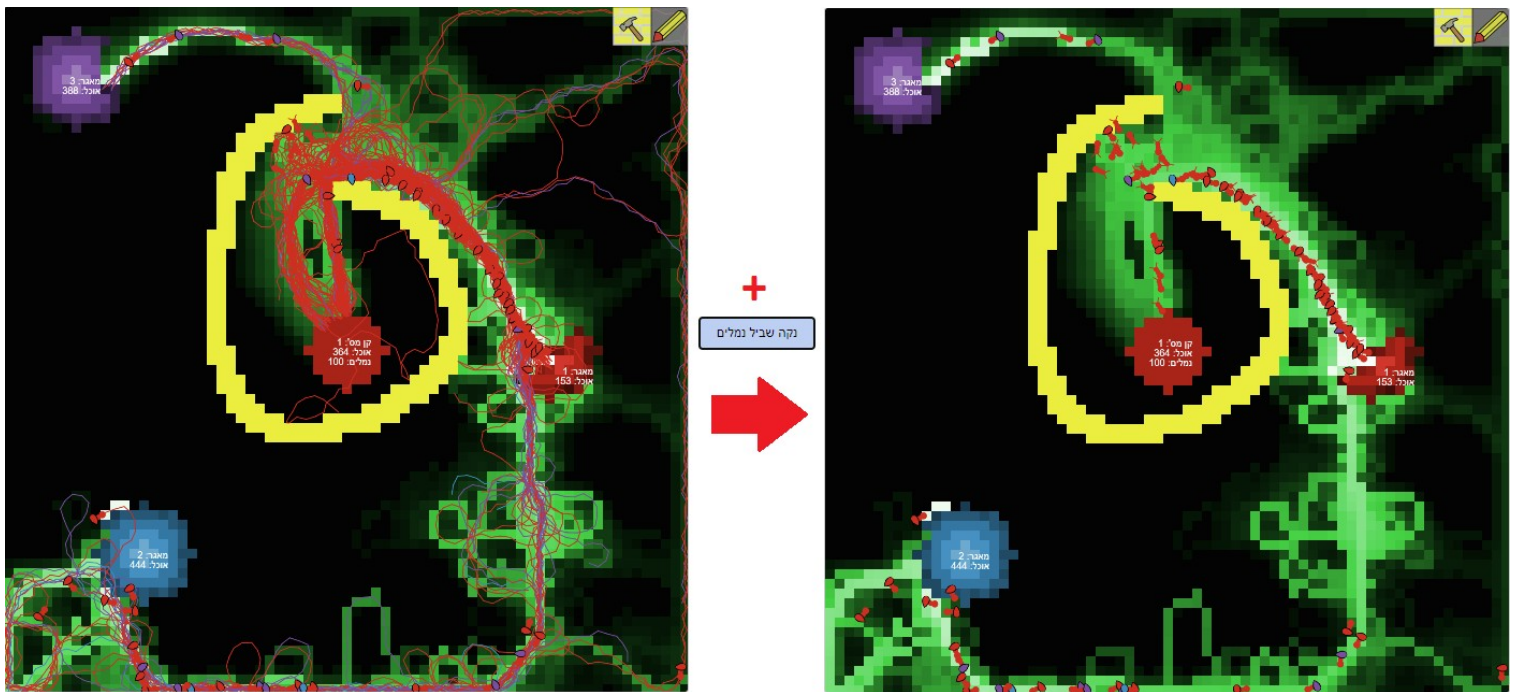 מאגר: 3
אוכל: 388
קן מס': 1
אוכל: 364
נמלים: 100
אוכל: 153
מאגר: 2
אוכל: 444
+
נקה שביל נמלים
מאגר: 3
אוכל: 388
קן מס': 1
אוכל: 364
נמלים: 100
מאגר: 1
אוכל: 153
מאגר: 2
אוכל: 444